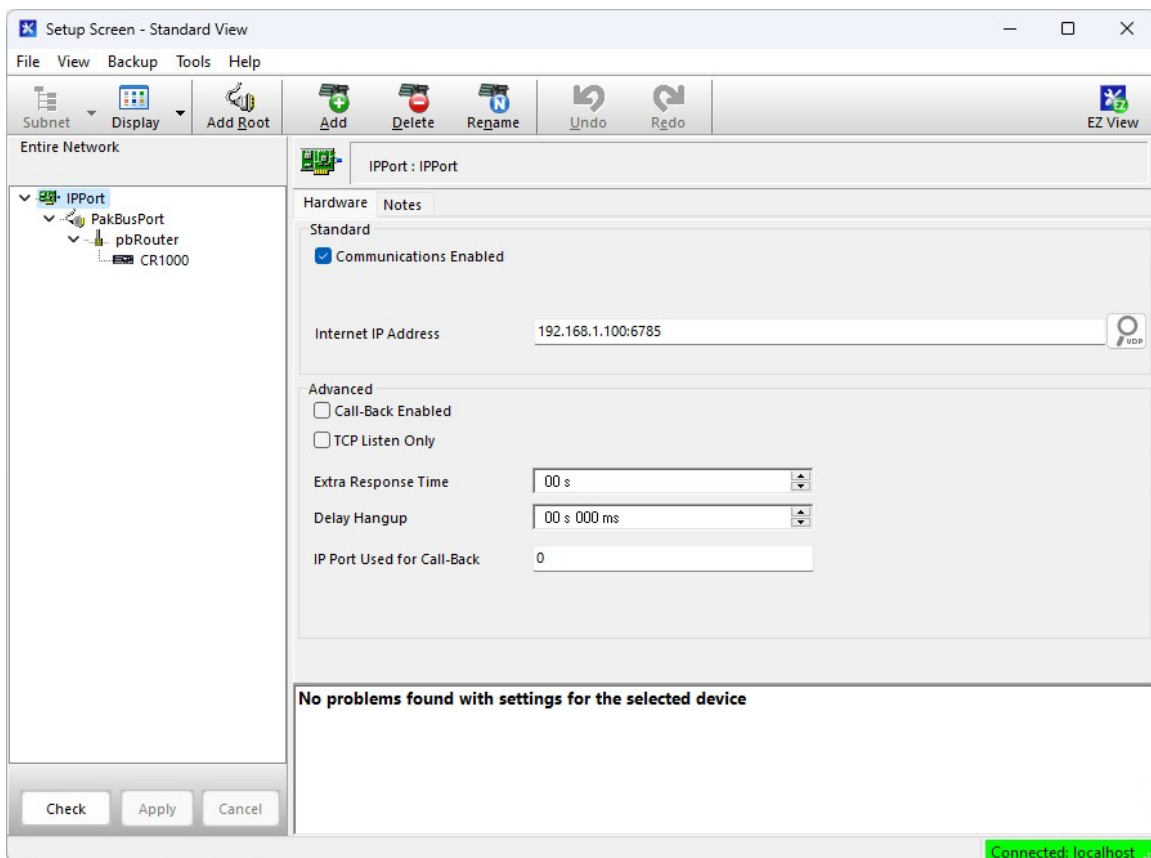 Setup Screen - Standard View
File View Backup Tools Help
Subnet Display Add Root Add Delete Rename Undo Redo EZ View
Entire Network
IPPort
PakBusPort
pbRouter
CR1000
IPPort : IPPort
Hardware Notes
Standard
Communications Enabled
Internet IP Address 192.168.1.100:6785 UDP
Advanced
Call-Back Enabled
TCP Listen Only
Extra Response Time 00 s
Delay Hangup 00 s 000 ms
IP Port Used for Call-Back 0
No problems found with settings for the selected device
Check Apply Cancel
Connected: localhost